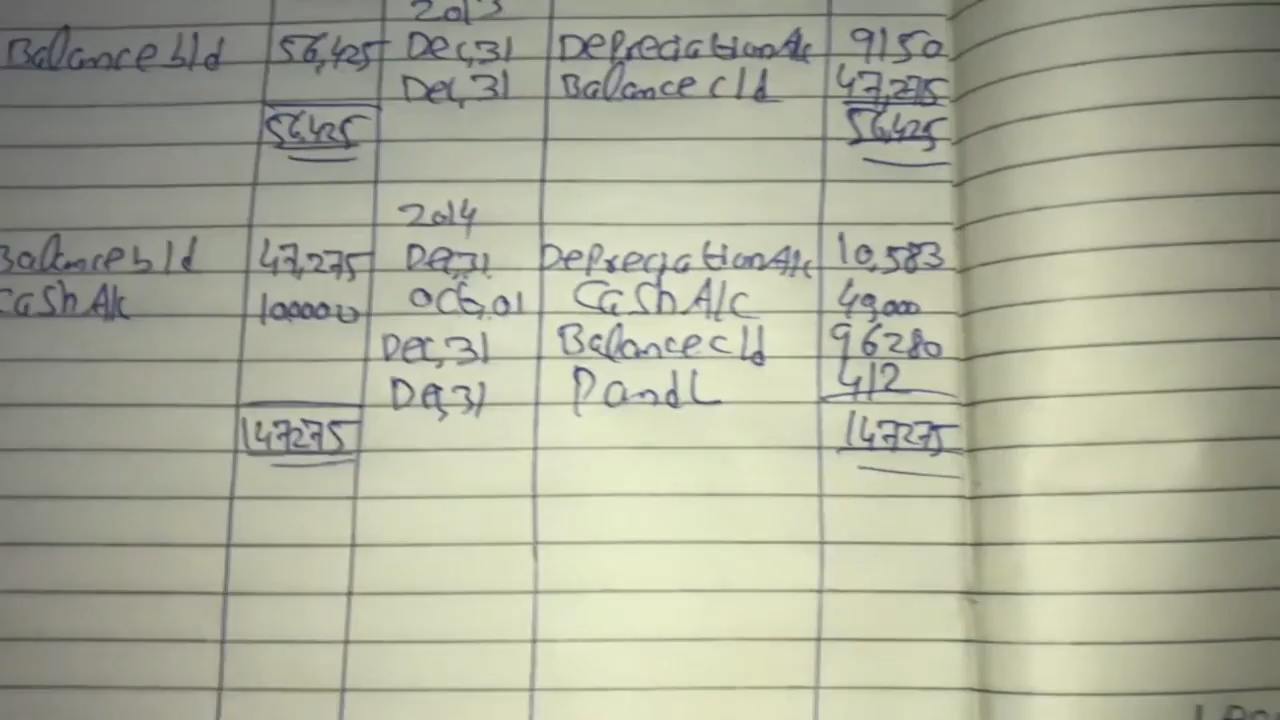 2013
Balance b/d 56,425 Dec,31 Depreciation A/c 9150
Dec,31 Balance c/d 47,275
56,425 56,425
2014
Balance b/d 47,275 Dec,31 Depreciation A/c 10,583
Cash A/c 100000 Oct,01 Cash A/c 40,000
Dec,31 Balance c/d 96280
Dec,31 P and L 412
147275 147275